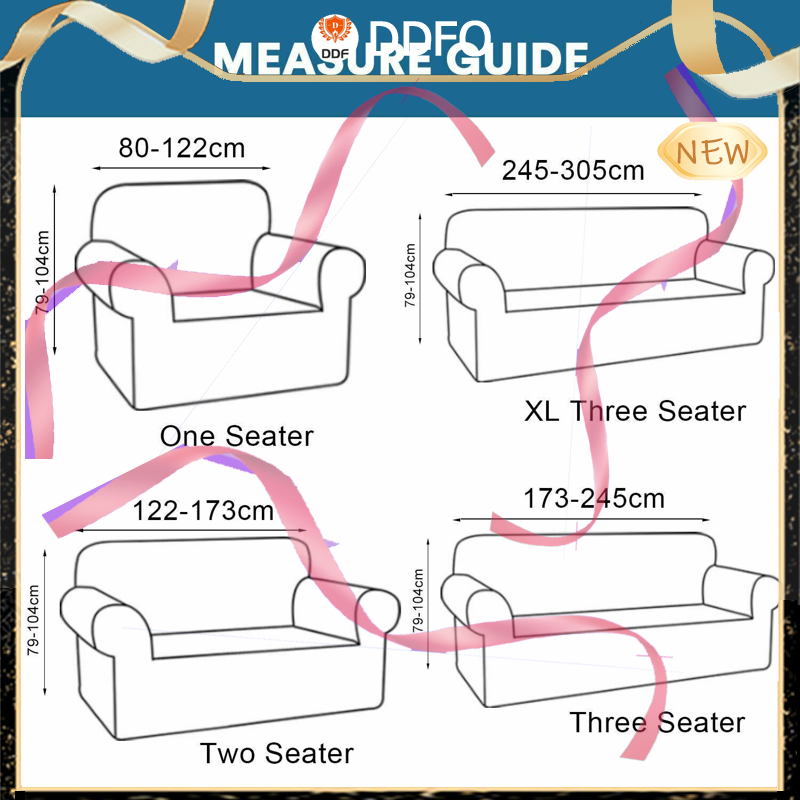 DDFO
DDF
MEASURE GUIDE
NEW
80-122cm
79-104cm
One Seater
245-305cm
79-104cm
XL Three Seater
122-173cm
79-104cm
Two Seater
173-245cm
79-104cm
Three Seater